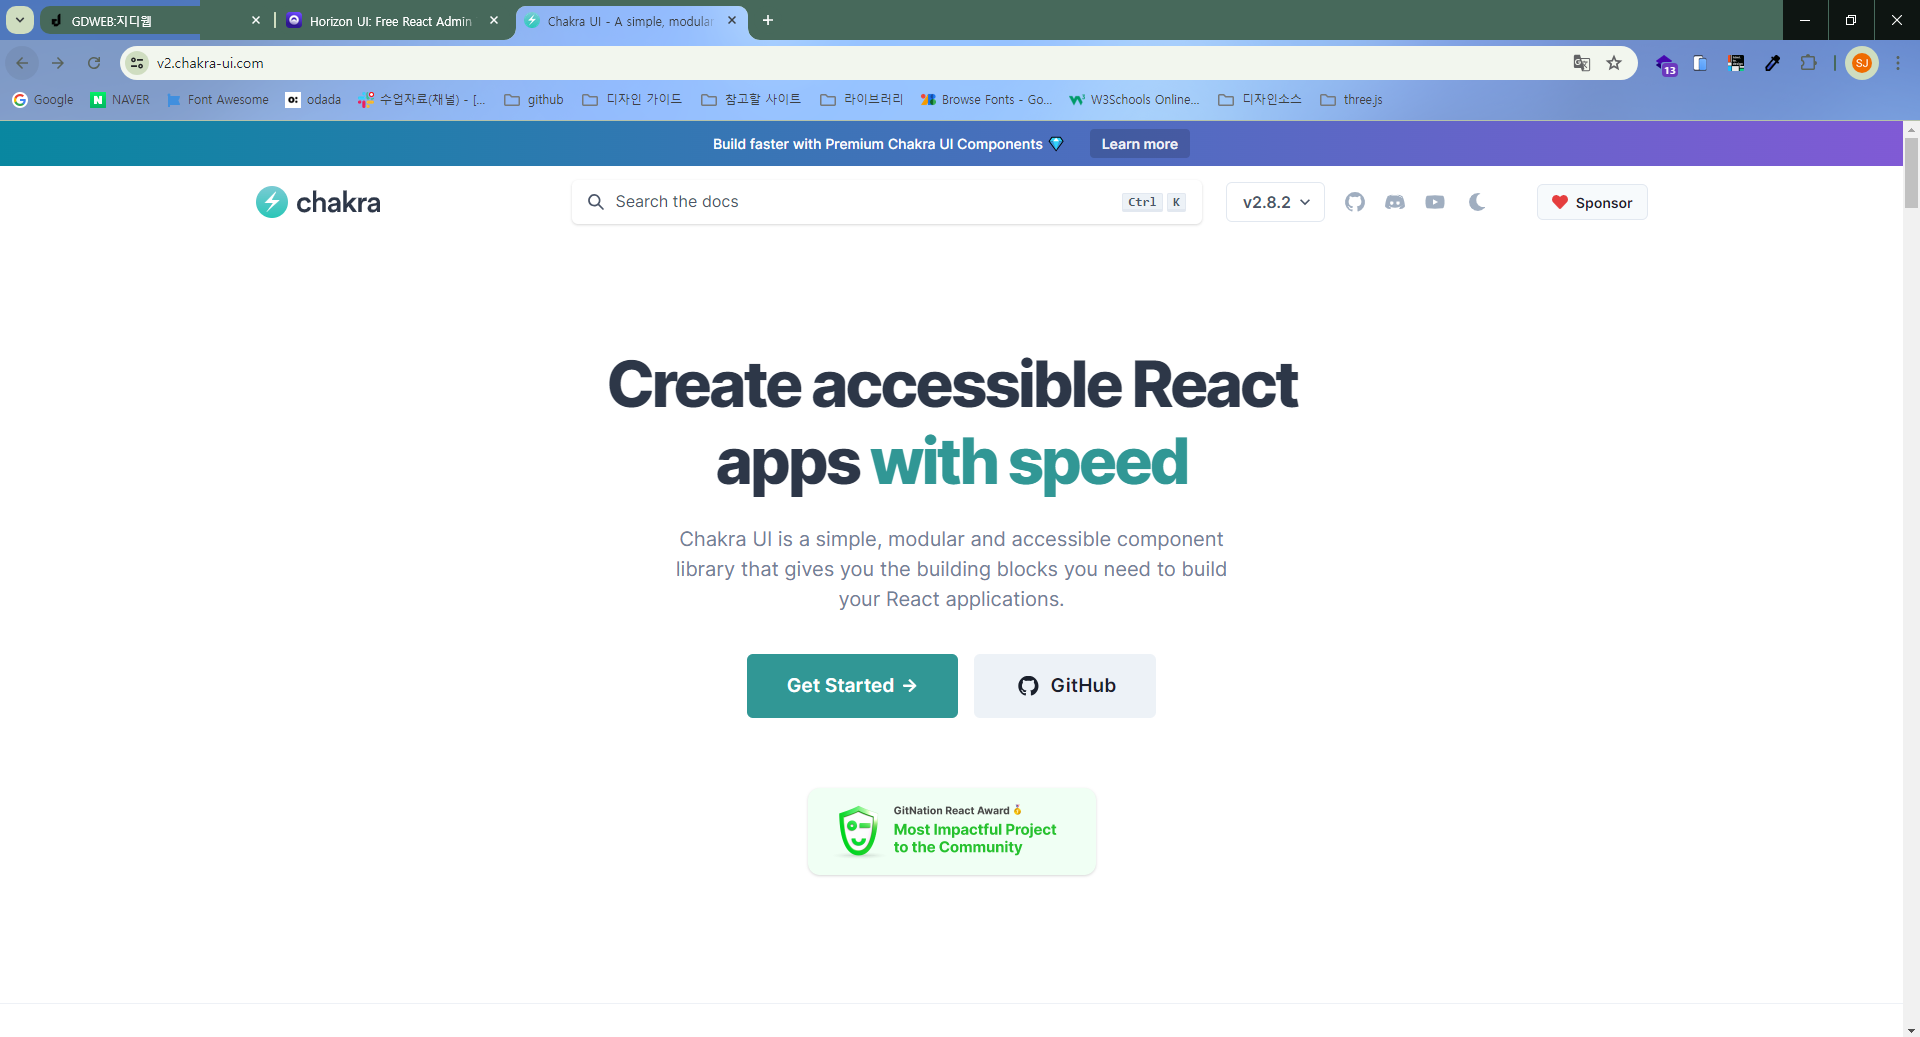 GDWEB:지디웹
Horizon UI: Free React Admin
Chakra UI - A simple, modular
v2.chakra-ui.com
13
SJ
Google
NAVER
Font Awesome
odada
수업자료(채널) - [...
github
디자인 가이드
참고할 사이트
라이브러리
Browse Fonts - Go...
W3Schools Online...
디자인소스
three.js
Build faster with Premium Chakra UI Components
Learn more
chakra
Search the docs
Ctrl K
v2.8.2
Sponsor
Create accessible React
apps with speed
Chakra UI is a simple, modular and accessible component
library that gives you the building blocks you need to build
your React applications.
Get Started →
GitHub
GitNation React Award
Most Impactful Project
to the Community